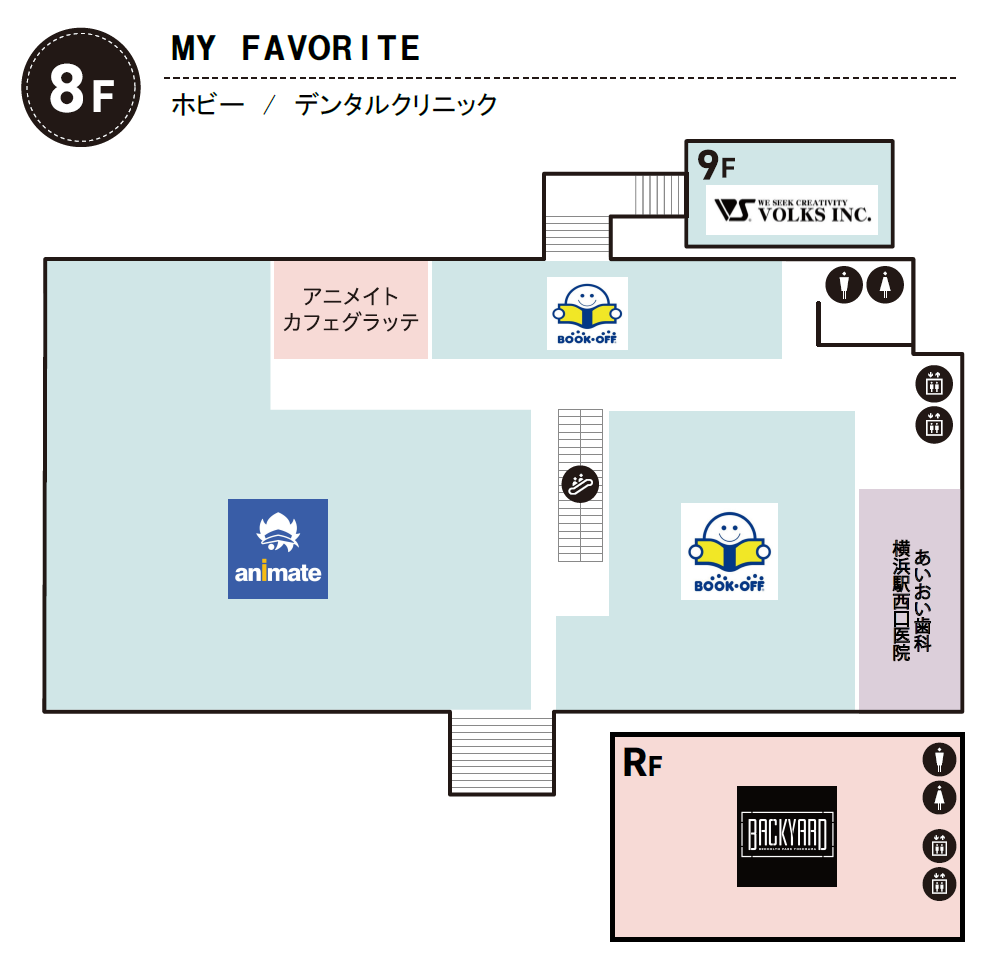 8F
MY FAVORITE
ホビー / デンタルクリニック
9F
VS
WE SEEK CREATIVITY
VOLKS INC.
アニメイト
カフェグラッテ
BOOK・OFF
animate
BOOK・OFF
あいおい歯科
横浜駅西口医院
RF
BACKYARD